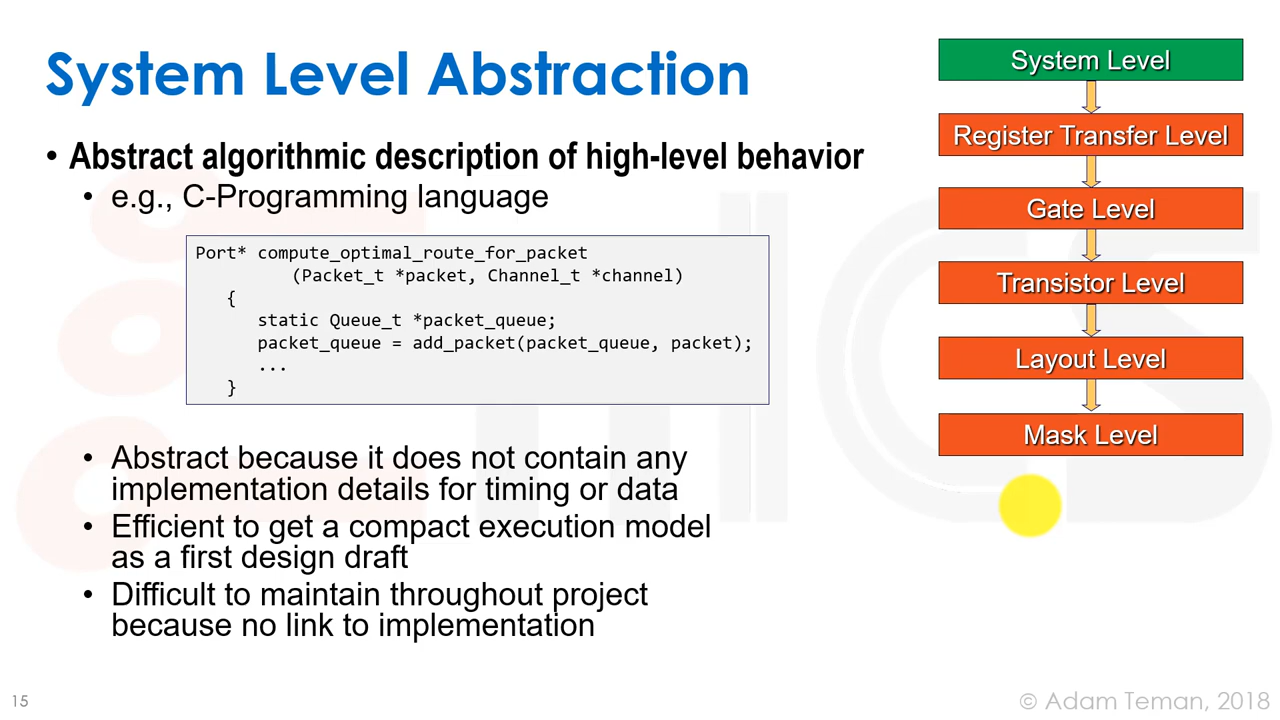 System Level Abstraction
• Abstract algorithmic description of high-level behavior
• e.g., C-Programming language
Port* compute_optimal_route_for_packet
(Packet_t *packet, Channel_t *channel)
{
static Queue_t *packet_queue;
packet_queue = add_packet(packet_queue, packet);
...
}
• Abstract because it does not contain any
implementation details for timing or data
• Efficient to get a compact execution model
as a first design draft
• Difficult to maintain throughout project
because no link to implementation
System Level
Register Transfer Level
Gate Level
Transistor Level
Layout Level
Mask Level
15
© Adam Teman, 2018